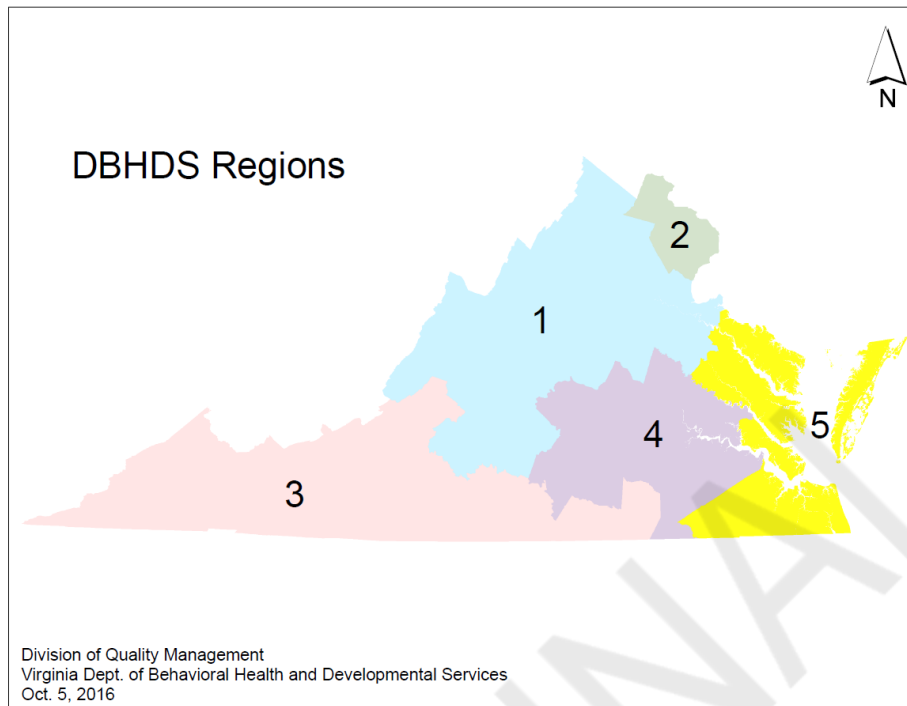 N
DBHDS Regions
2
1
5
4
3
Division of Quality Management
Virginia Dept. of Behavioral Health and Developmental Services
Oct. 5, 2016